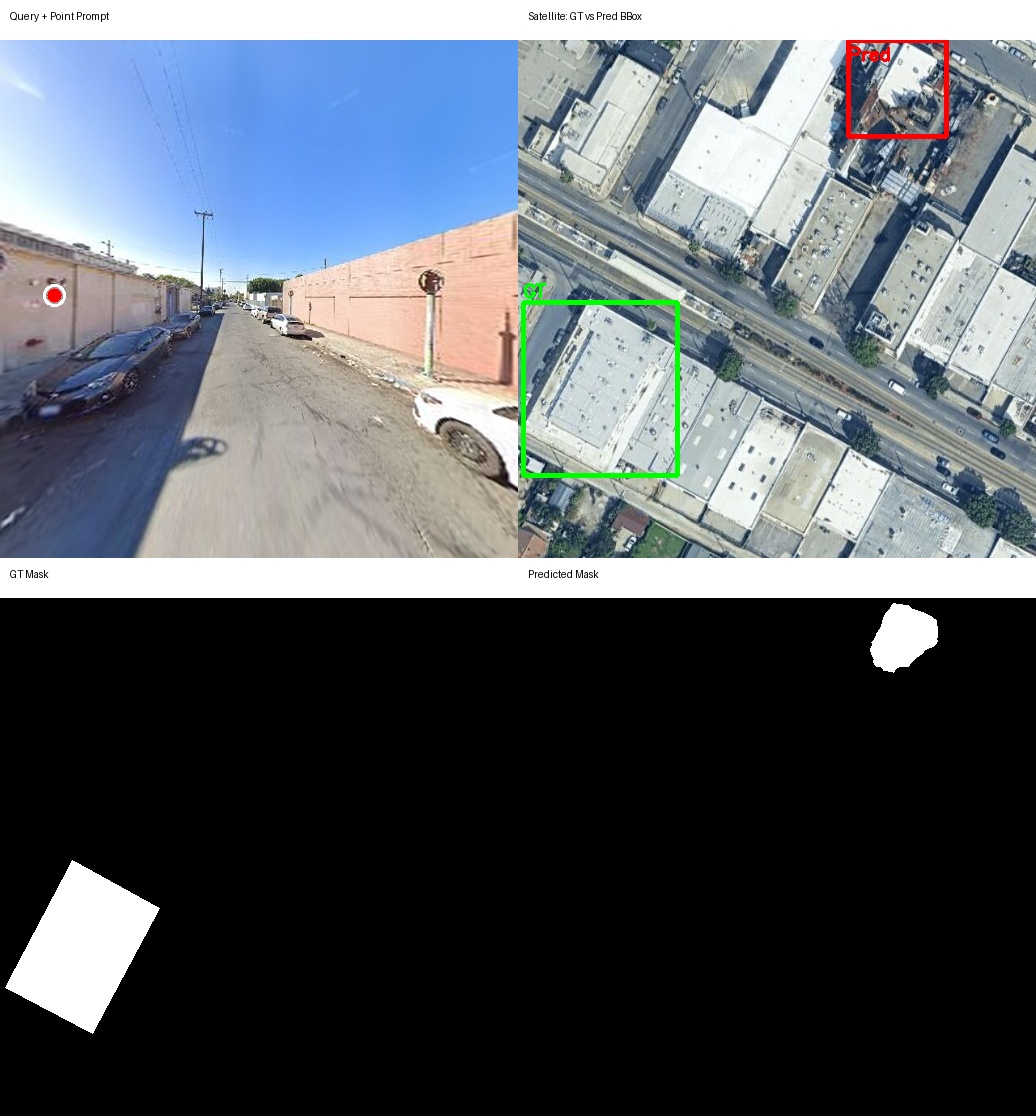 Query + Point Prompt
Satellite: GT vs Pred BBox
Pred
GT
GT Mask
Predicted Mask